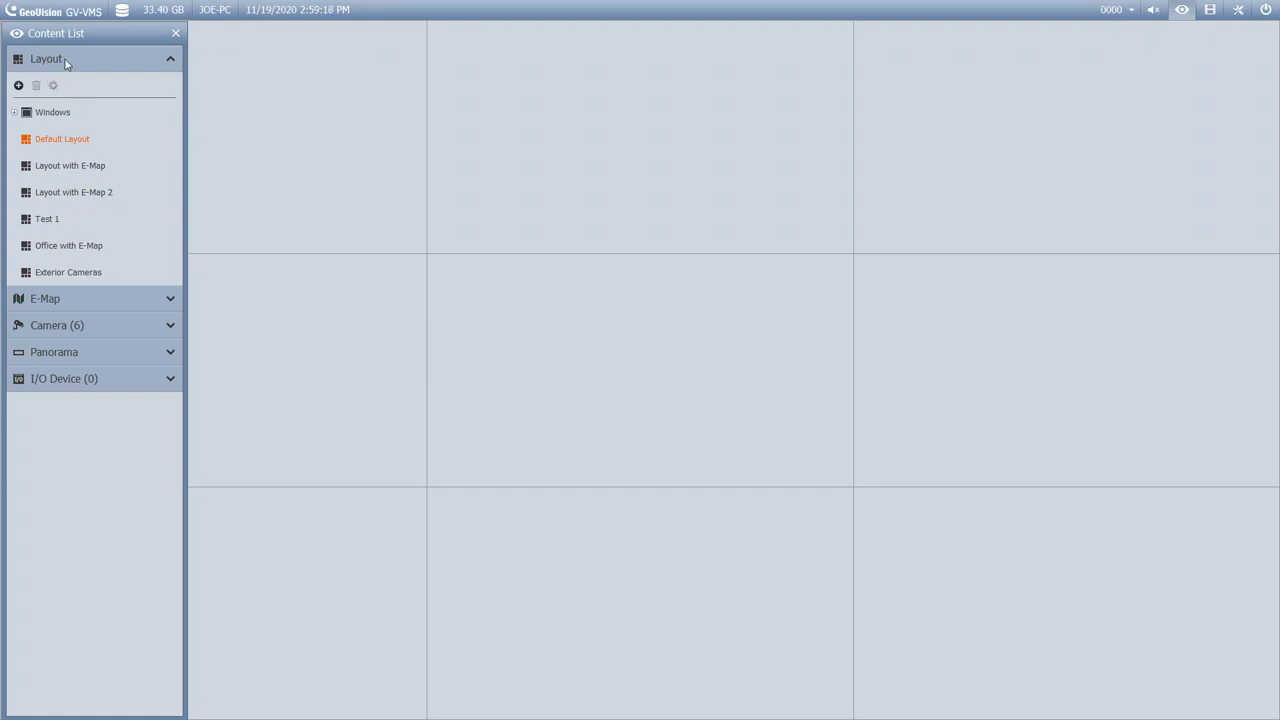 GeoVision GV-VMS 33.40 GB JOE-PC 11/19/2020 2:59:18 PM 0000
Content List
Layout
Windows
Default Layout
Layout with E-Map
Layout with E-Map 2
Test 1
Office with E-Map
Exterior Cameras
E-Map
Camera (6)
Panorama
I/O Device (0)